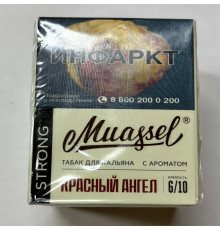 ИНФАРКТ
8 800 200 0 200
STRONG
Muassel®
ТАБАК ДЛЯ КАЛЬЯНА С АРОМАТОМ
КРАСНЫЙ АНГЕЛ
КРЕПОСТЬ
6/10